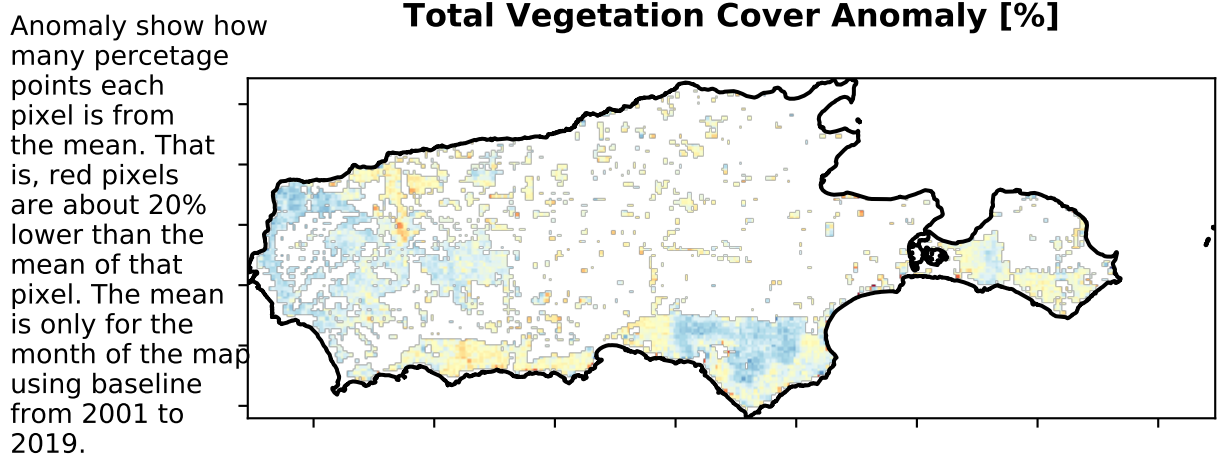 Total Vegetation Cover Anomaly [%]
Anomaly show how
many percetage
points each
pixel is from
the mean. That
is, red pixels
are about 20%
lower than the
mean of that
pixel. The mean
is only for the
month of the map
using baseline
from 2001 to
2019.